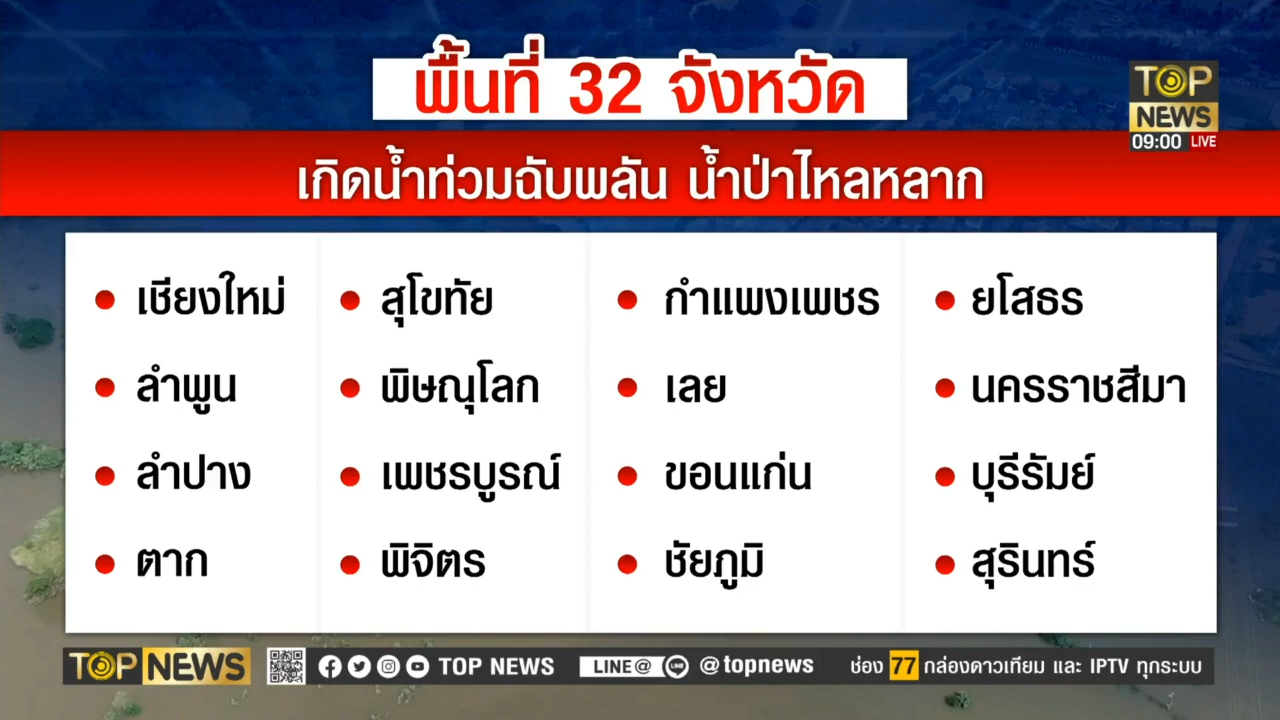 พื้นที่ 32 จังหวัด
TOP
NEWS
09:00 LIVE
เกิดน้ำท่วมฉับพลัน น้ำป่าไหลหลาก
เชียงใหม่
ลำพูน
ลำปาง
ตาก
สุโขทัย
พิษณุโลก
เพชรบูรณ์
พิจิตร
กำแพงเพชร
เลย
ขอนแก่น
ชัยภูมิ
ยโสธร
นครราชสีมา
บุรีรัมย์
สุรินทร์
TOP NEWS TOP NEWS LINE@ LINE @topnews ช่อง 77 กล่องดาวเทียม และ IPTV ทุกระบบ